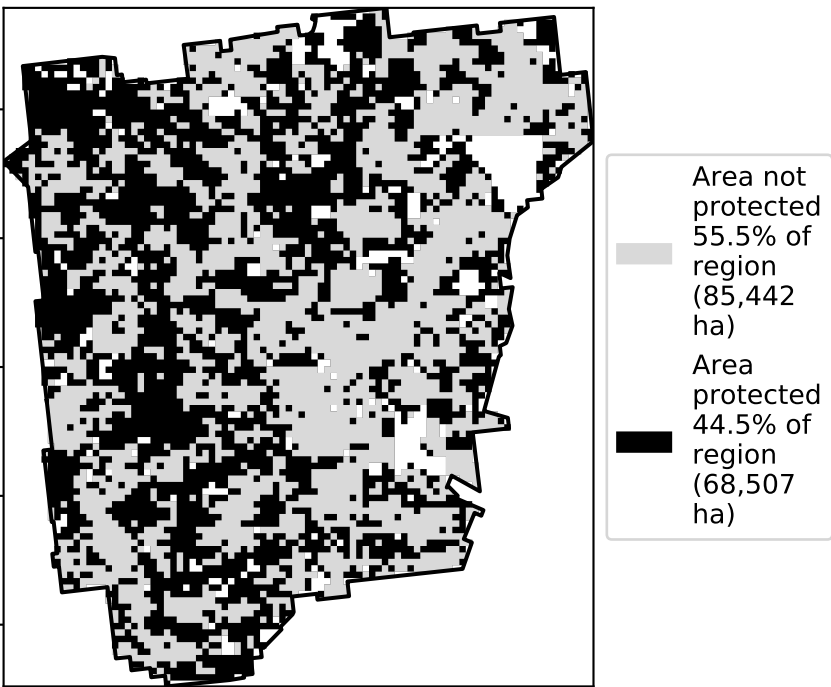 Area not
protected
55.5% of
region
(85,442
ha)
Area
protected
44.5% of
region
(68,507
ha)